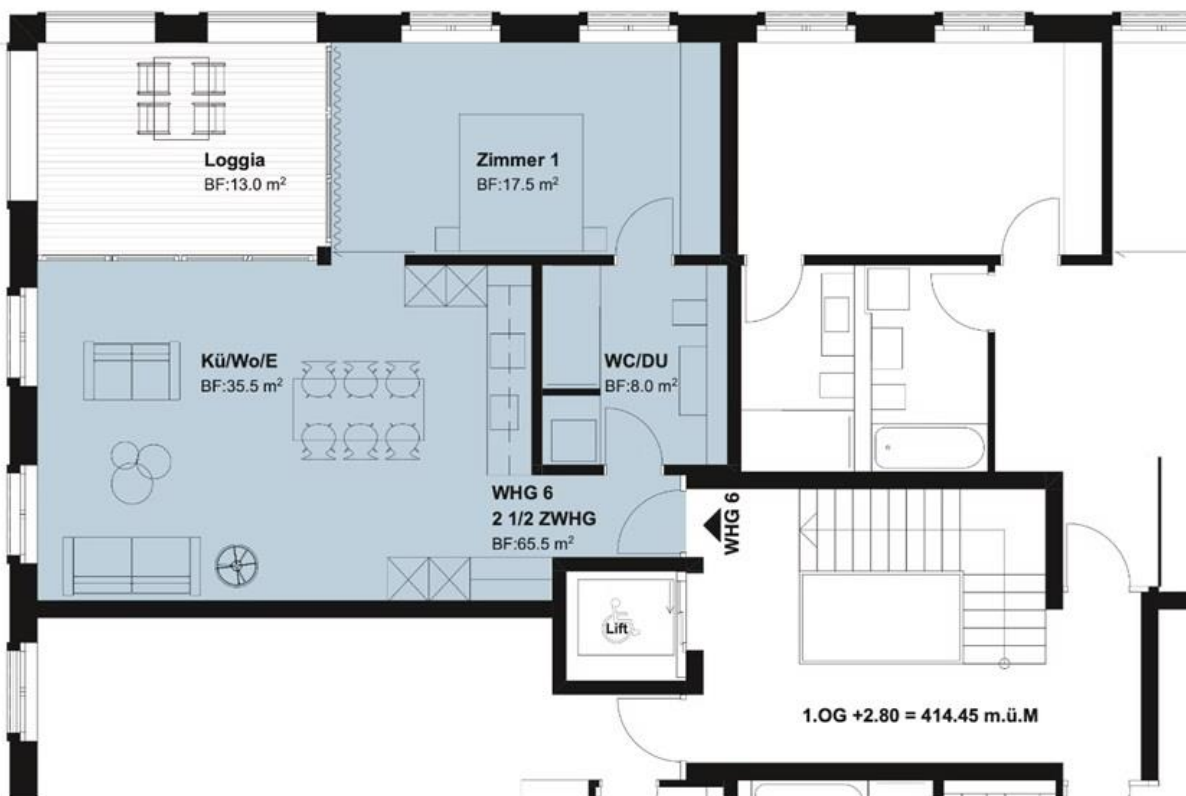 Loggia
BF:13.0 m²
Zimmer 1
BF:17.5 m²
Kü/Wo/E
BF:35.5 m²
WC/DU
BF:8.0 m²
WHG 6
2 1/2 ZWHG
BF:65.5 m²
WHG 6
Lift
1.OG +2.80 = 414.45 m.ü.M